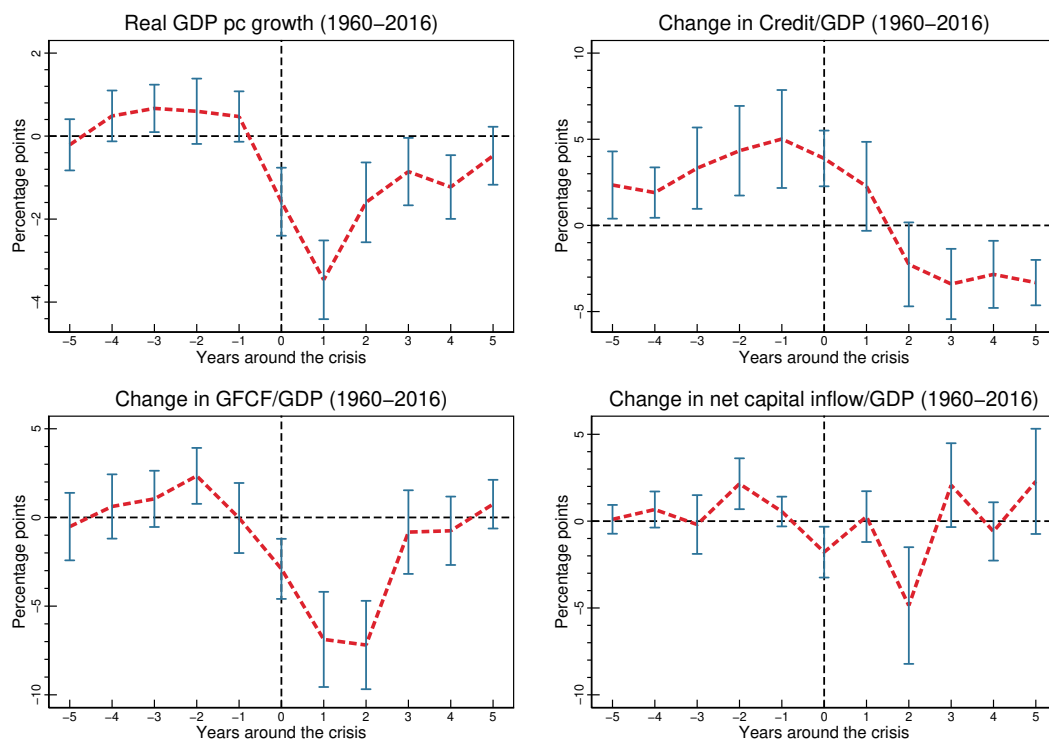 Real GDP pc growth (1960−2016)
Percentage points
2
0
−2
−4
−5 −4 −3 −2 −1 0 1 2 3 4 5
Years around the crisis
Change in Credit/GDP (1960−2016)
Percentage points
10
5
0
−5
−5 −4 −3 −2 −1 0 1 2 3 4 5
Years around the crisis
Change in GFCF/GDP (1960−2016)
Percentage points
5
0
−5
−10
−5 −4 −3 −2 −1 0 1 2 3 4 5
Years around the crisis
Change in net capital inflow/GDP (1960−2016)
Percentage points
5
0
−5
−10
−5 −4 −3 −2 −1 0 1 2 3 4 5
Years around the crisis